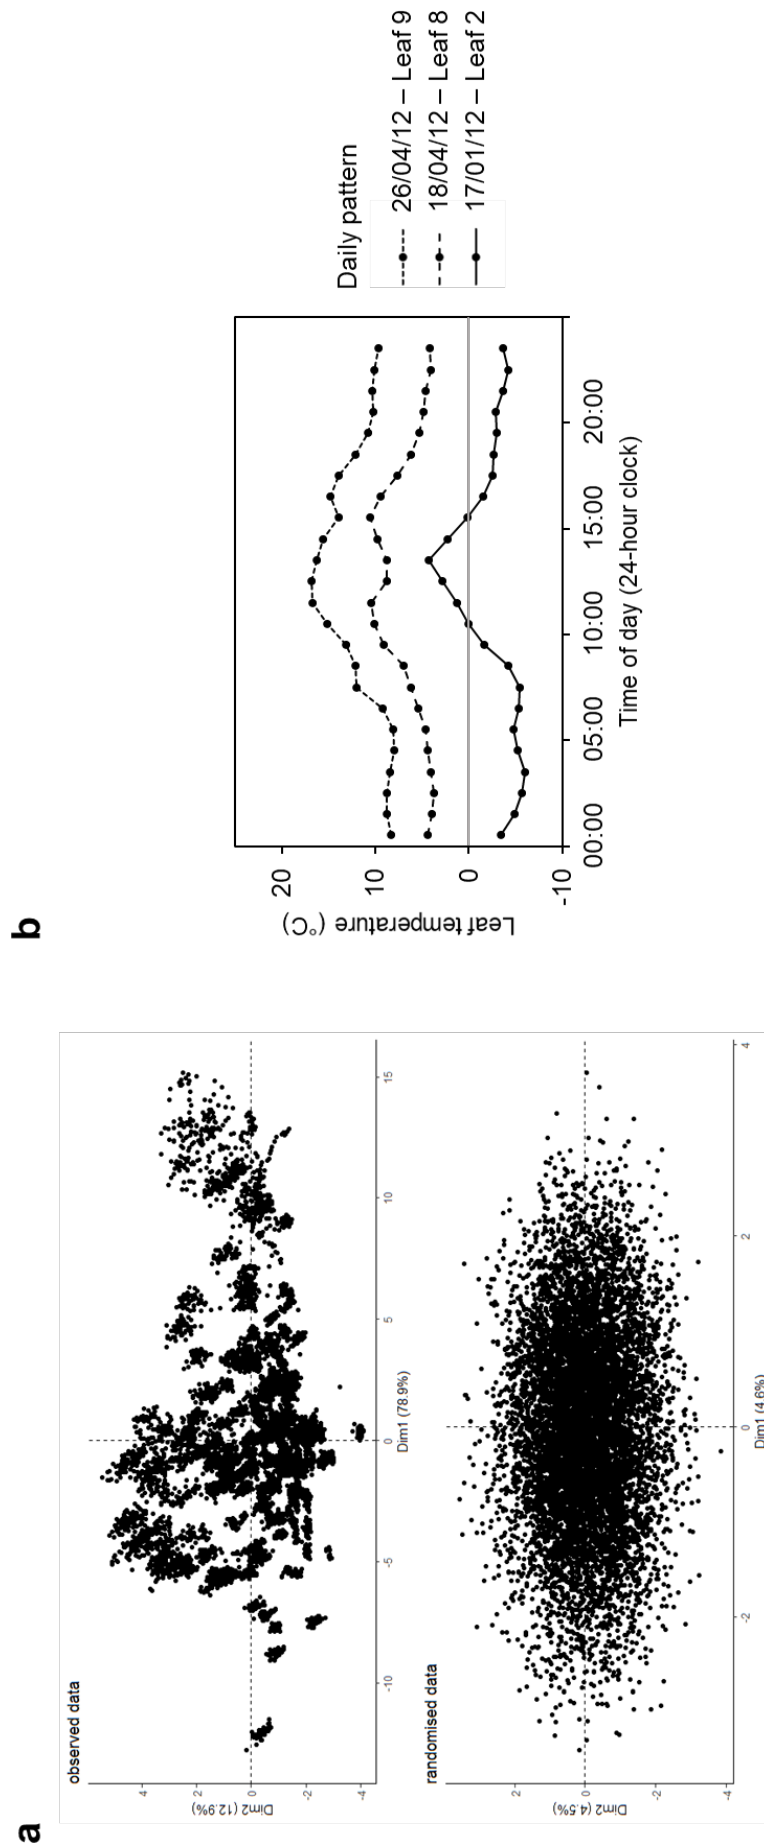 a
observed data
4
2
0
-2
-4
Dim2 (12.9%)
-10
-5
0
5
10
15
Dim1 (78.9%)
randomised data
2
0
-2
-4
Dim2 (4.5%)
-2
0
2
4
Dim1 (4.6%)
b
20
10
0
-10
Leaf temperature (°C)
00:00
05:00
10:00
15:00
20:00
Time of day (24-hour clock)
Daily pattern
26/04/12 – Leaf 9
18/04/12 – Leaf 8
17/01/12 – Leaf 2